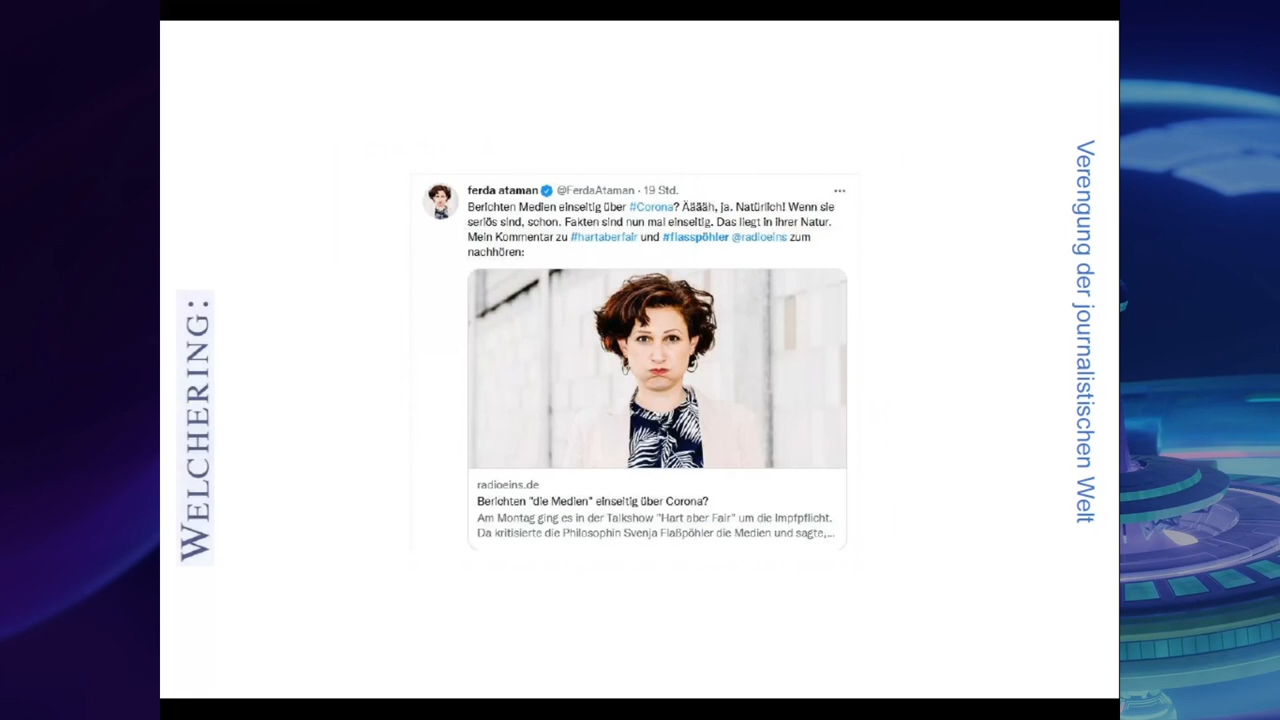 WELCHERING:
ferda ataman @FerdaAtaman · 19 Std.
Berichten Medien einseitig über #Corona? Äääăh, ja. Natürlich! Wenn sie
seriös sind, schon. Fakten sind nun mal einseitig. Das liegt in ihrer Natur.
Mein Kommentar zu #hartaberfair und #flasspöhler @radioeins zum
nachhören:
radioeins.de
Berichten "die Medien" einseitig über Corona?
Am Montag ging es in der Talkshow "Hart aber Fair" um die Impfpflicht.
Da kritisierte die Philosophin Svenja Flaßpöhler die Medien und sagte,...
Verengung der journalistischen Welt